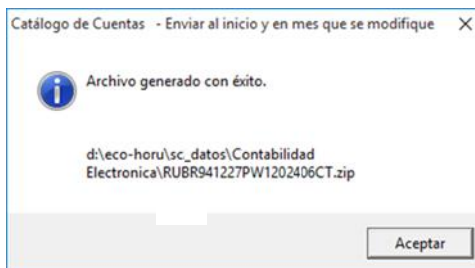 Catálogo de Cuentas - Enviar al inicio y en mes que se modifique
Archivo generado con éxito.
d:\eco-horu\sc_datos\Contabilidad
Electronica\RUBR941227PW1202406CT.zip
Aceptar